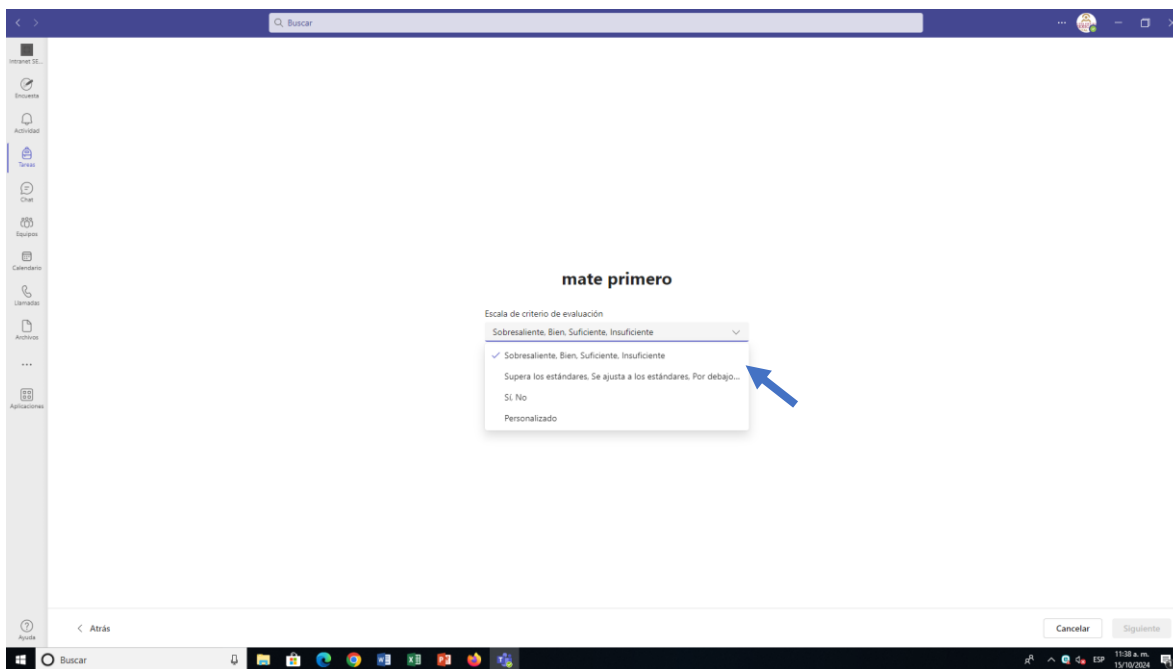 Buscar
Intranet SE...
Encuesta
Actividad
Tareas
Chat
Equipos
Calendario
Llamadas
Archivos
...
Aplicaciones
mate primero
Escala de criterio de evaluación
Sobresaliente, Bien, Suficiente, Insuficiente
Sobresaliente, Bien, Suficiente, Insuficiente
Supera los estándares, Se ajusta a los estándares, Por debajo...
Sí, No
Personalizado
Ayuda
Atrás
Cancelar
Siguiente
Buscar
ESP
11:38 a. m.
15/10/2024